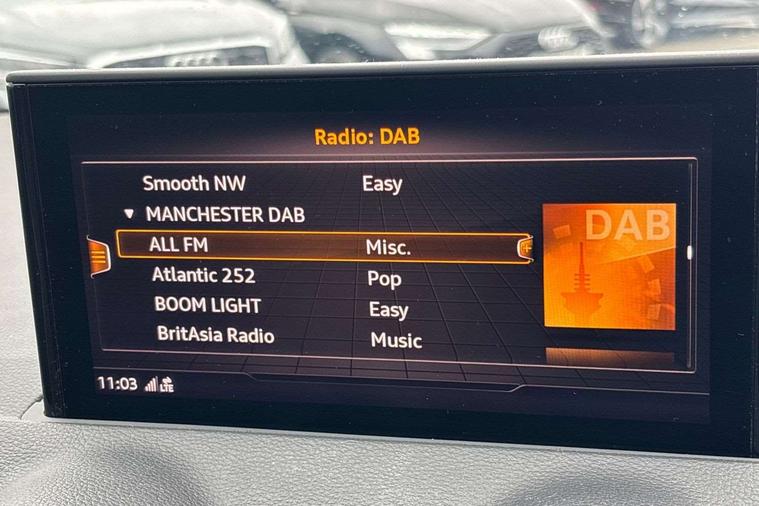 Radio: DAB
Smooth NW Easy
▼ MANCHESTER DAB
ALL FM Misc.
Atlantic 252 Pop
BOOM LIGHT Easy
BritAsia Radio Music
DAB
11:03 LTE